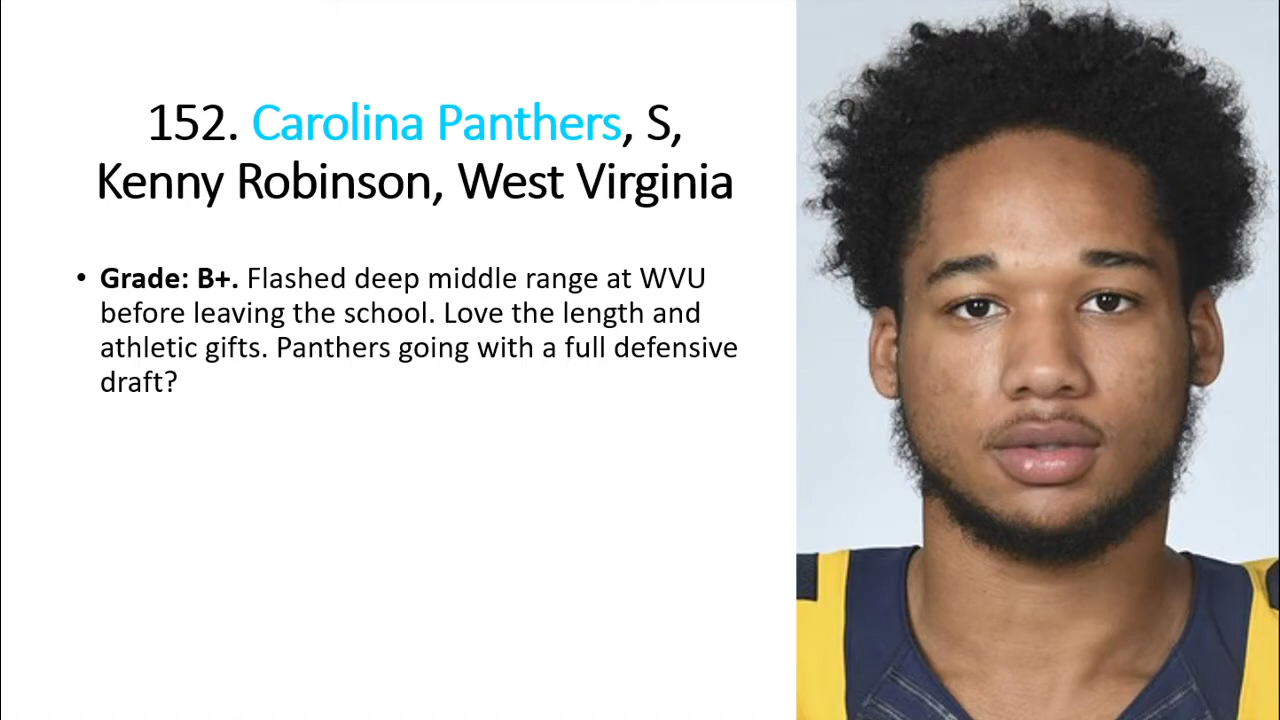 152. Carolina Panthers, S,
Kenny Robinson, West Virginia
• Grade: B+. Flashed deep middle range at WVU
before leaving the school. Love the length and
athletic gifts. Panthers going with a full defensive
draft?